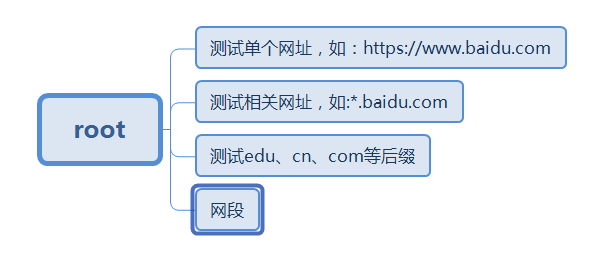 root
测试单个网址，如：https://www.baidu.com
测试相关网址，如:*.baidu.com
测试edu、cn、com等后缀
网段